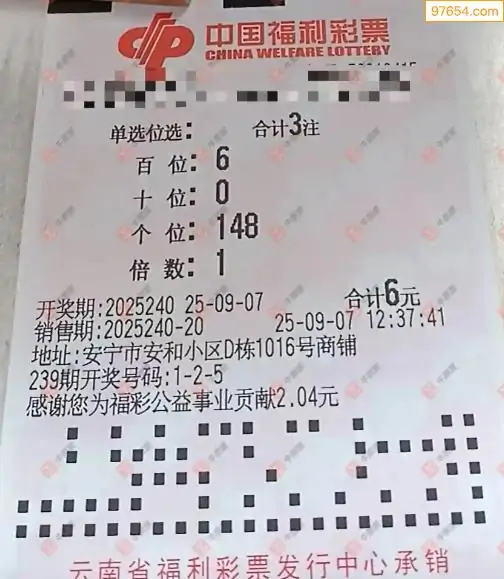 97654.com
中国福利彩票
CHINA WELFARE LOTTERY
单选位选: 合计3注
百位:6
十位:0
个位:148
倍数:1
开奖期:2025240 25-09-07 合计6元
销售期:2025240-20 25-09-07 12:37:41
地址:安宁市安和小区D栋1016号商铺
239期开奖号码:1-2-5
感谢您为福彩公益事业贡献2.04元
云南省福利彩票发行中心承销